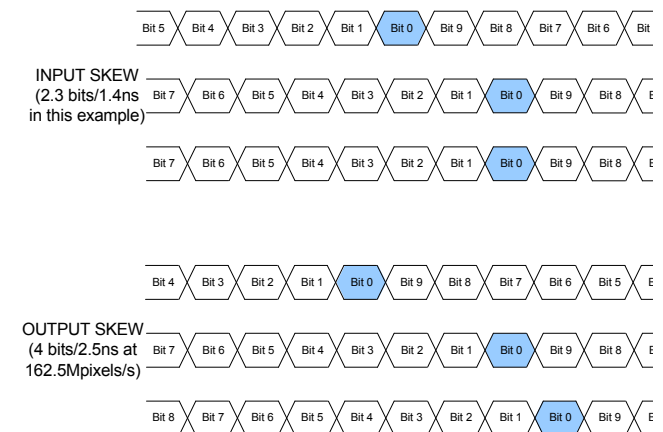 Bit 5 Bit 4 Bit 3 Bit 2 Bit 1 Bit 0 Bit 9 Bit 8 Bit 7 Bit 6 Bit
INPUT SKEW
(2.3 bits/1.4ns
in this example)
Bit 7 Bit 6 Bit 5 Bit 4 Bit 3 Bit 2 Bit 1 Bit 0 Bit 9 Bit 8
Bit 7 Bit 6 Bit 5 Bit 4 Bit 3 Bit 2 Bit 1 Bit 0 Bit 9 Bit 8
Bit 4 Bit 3 Bit 2 Bit 1 Bit 0 Bit 9 Bit 8 Bit 7 Bit 6 Bit 5
OUTPUT SKEW
(4 bits/2.5ns at
162.5Mpixels/s)
Bit 7 Bit 6 Bit 5 Bit 4 Bit 3 Bit 2 Bit 1 Bit 0 Bit 9 Bit 8
Bit 8 Bit 7 Bit 6 Bit 5 Bit 4 Bit 3 Bit 2 Bit 1 Bit 0 Bit 9